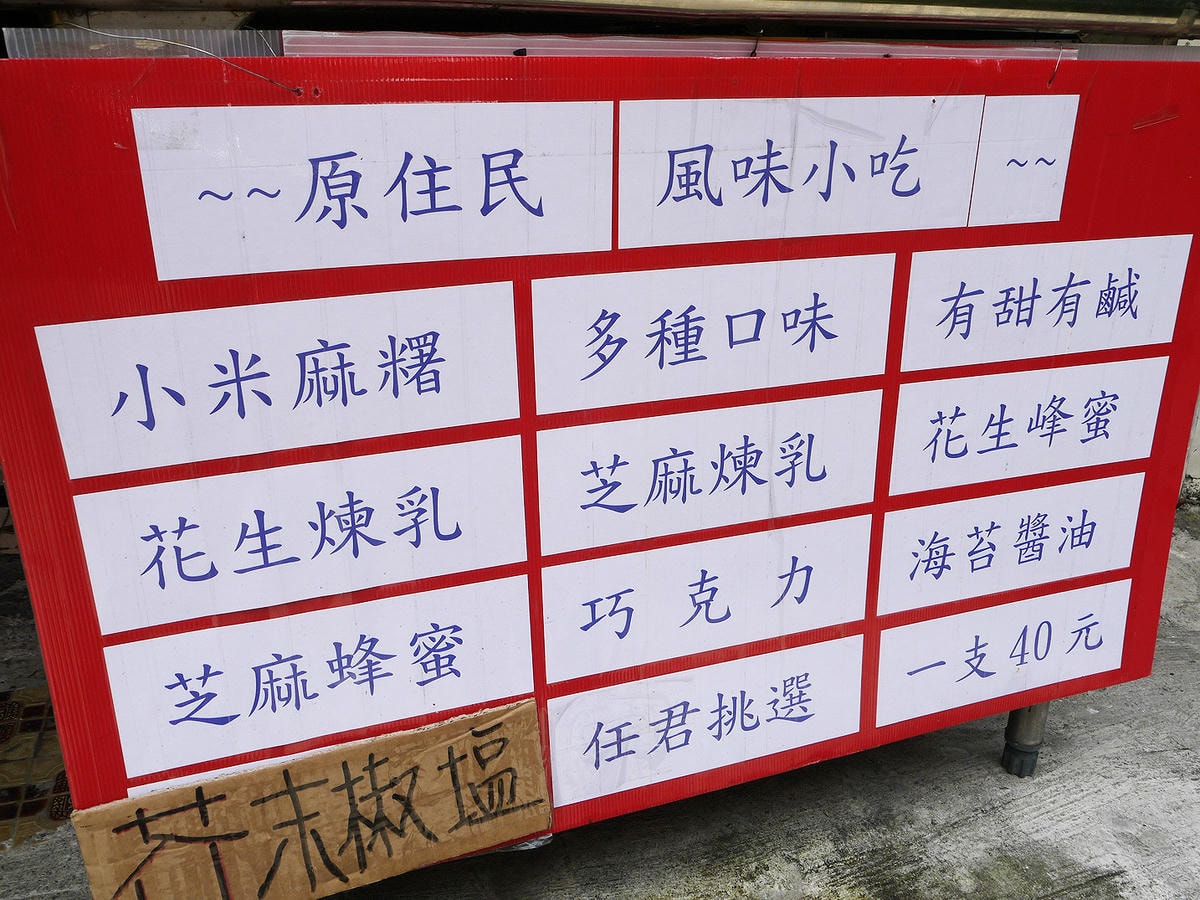 ~~原住民 風味小吃 ~~
小米麻糬 多種口味 有甜有鹹
花生煉乳 芝麻煉乳 花生峰蜜
芝麻蜂蜜 巧克力 海苔醬油
任君挑選 一支40元
芥末椒塩